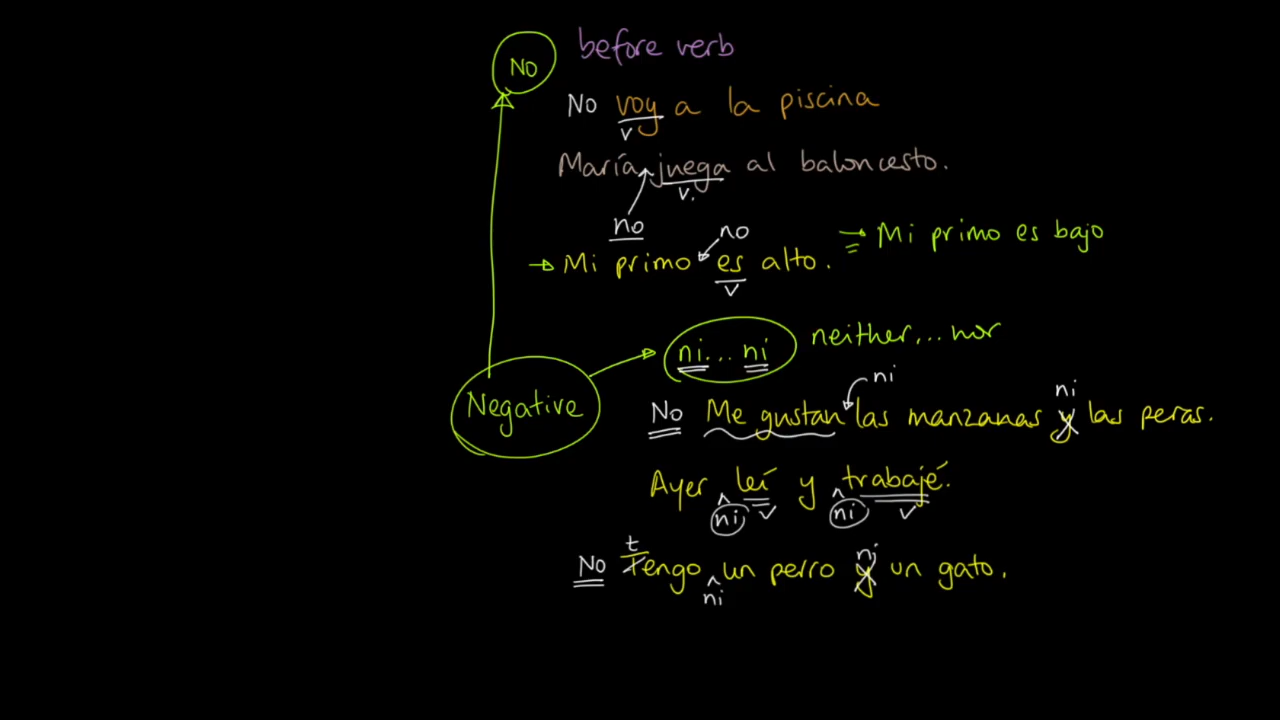 NO before verb
No voy a la piscina
v
María juega al baloncesto.
v.
no
no
Mi primo es alto. Mi primo es bajo
v
ni... ni neither... nor
ni
ni
No Me gustan las manzanas y las peras.
Negative
Ayer leí y trabajé.
ni v ni v
t ni
No Tengo un perro y un gato.
ni